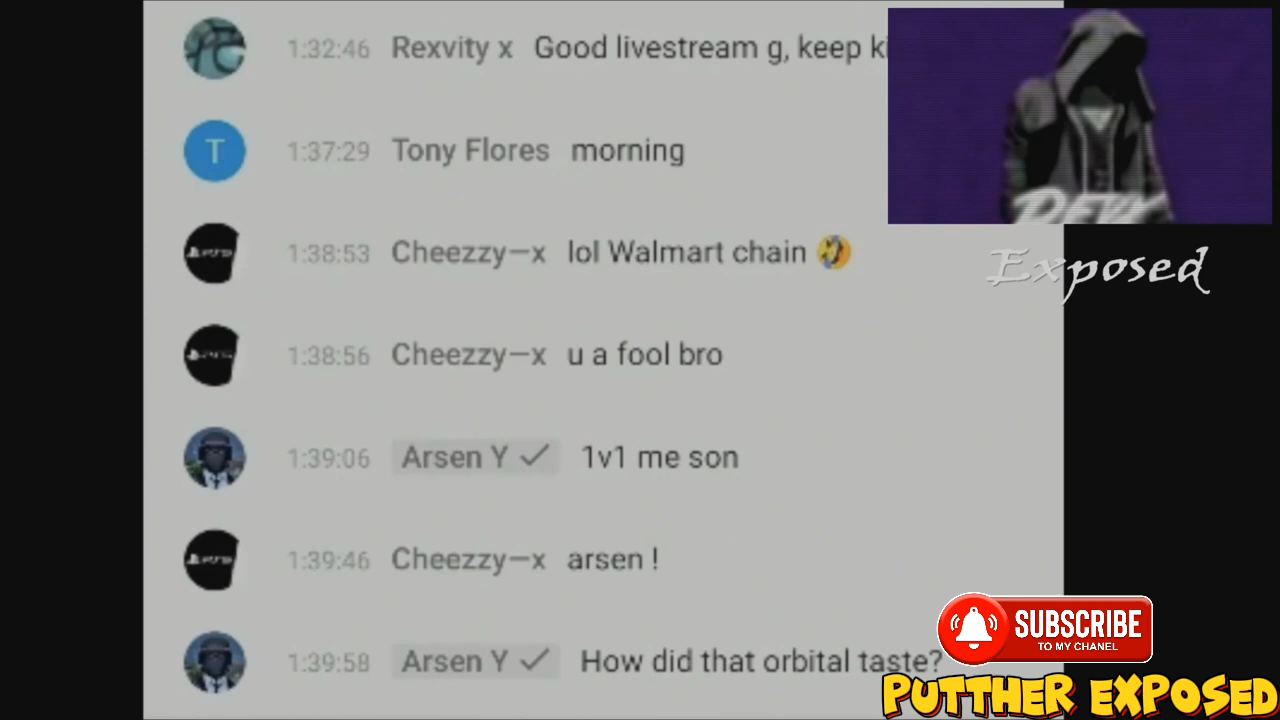 1:32:46 Rexvity x Good livestream g, keep
1:37:29 Tony Flores morning
T
1:38:53 Cheezzy—x lol Walmart chain 🤣
1:38:56 Cheezzy—x u a fool bro
1:39:06 Arsen Y ✓ 1v1 me son
1:39:46 Cheezzy—x arsen !
1:39:58 Arsen Y ✓ How did that orbital taste?
Exposed
SUBSCRIBE
TO MY CHANEL
PUTTHER EXPOSED